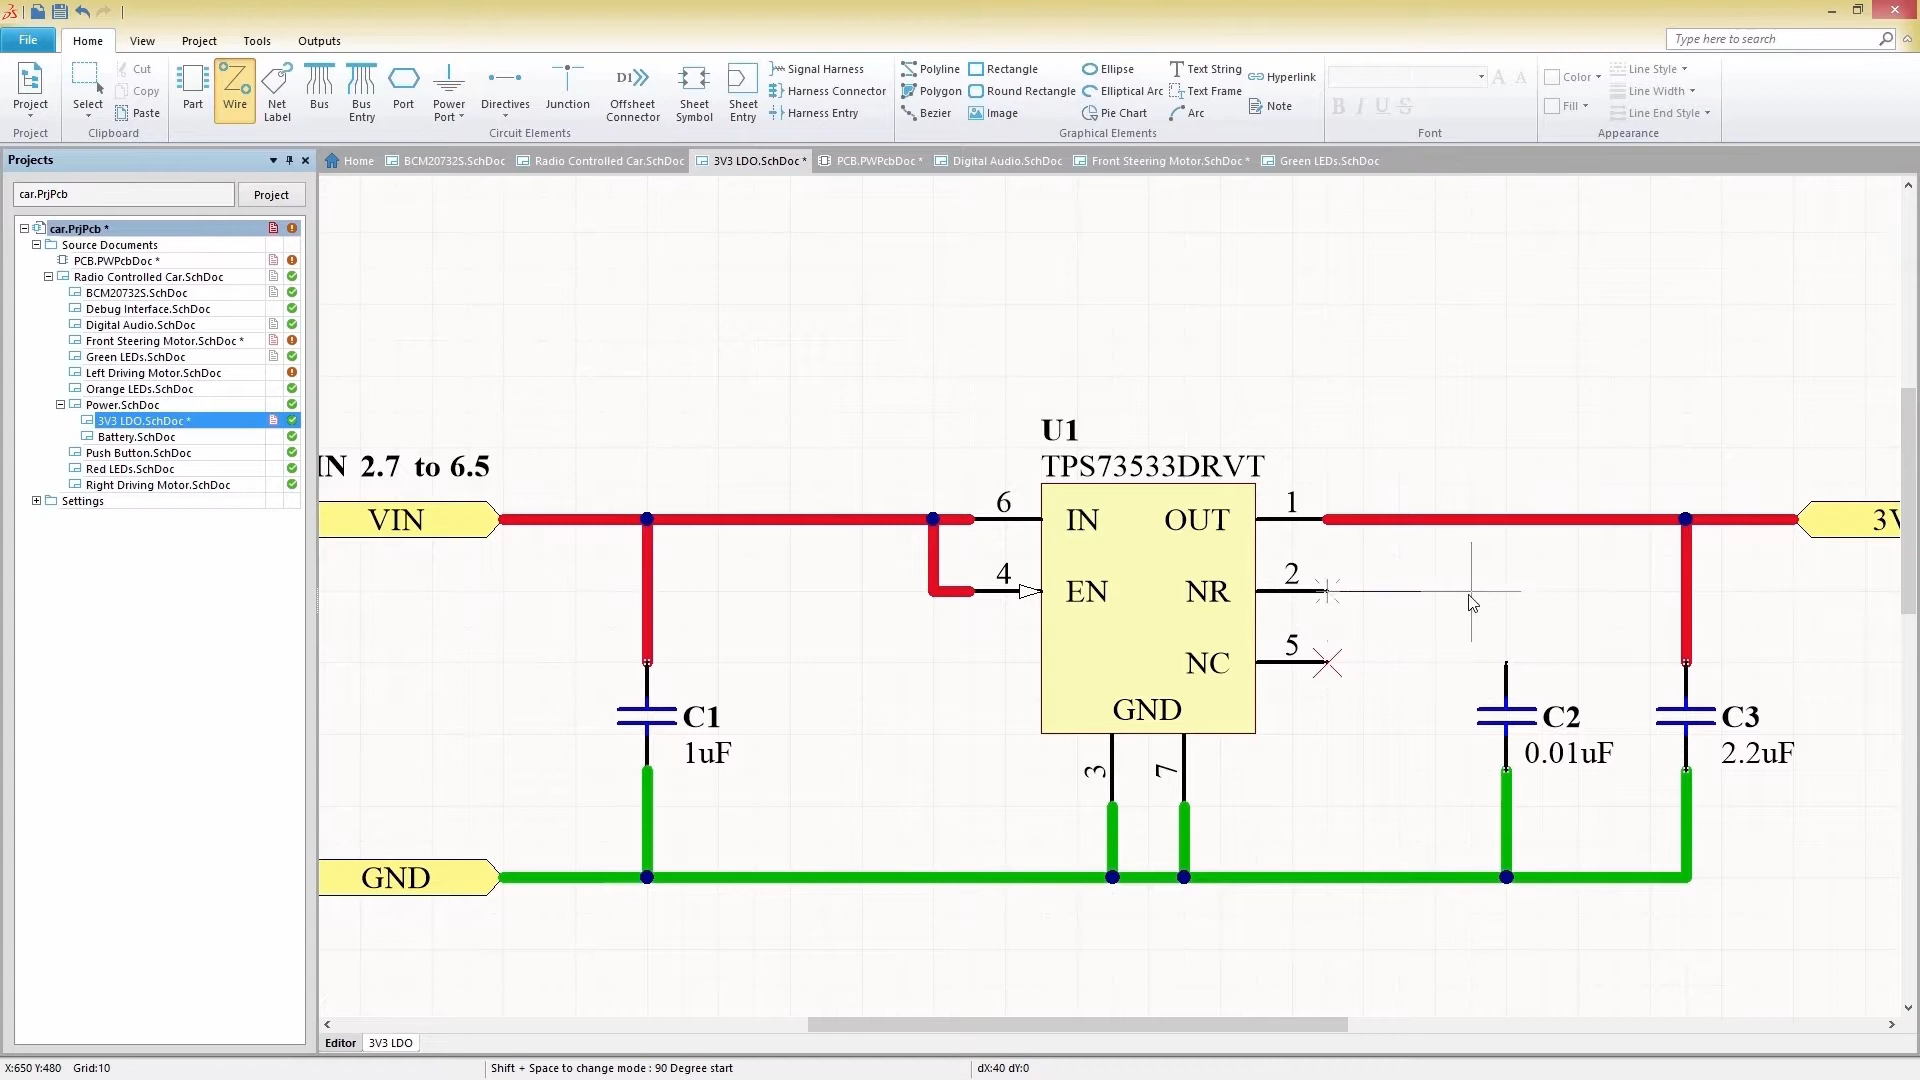 File
Home
View
Project
Tools
Outputs
Type here to search
Project
Select
Cut
Copy
Paste
Part
Wire
Net Label
Bus
Bus Entry
Port
Power Port
Directives
Junction
Offsheet Connector
Sheet Symbol
Sheet Entry
Signal Harness
Harness Connector
Harness Entry
Polyline
Polygon
Bezier
Rectangle
Round Rectangle
Image
Ellipse
Elliptical Arc
Pie Chart
Text String
Text Frame
Arc
Hyperlink
Note
A A
B I U S
Color
Fill
Line Style
Line Width
Line End Style
Project
Clipboard
Circuit Elements
Graphical Elements
Font
Appearance
Projects
Home
BCM20732S.SchDoc
Radio Controlled Car.SchDoc
3V3 LDO.SchDoc *
PCB.PWPcbDoc *
Digital Audio.SchDoc
Front Steering Motor.SchDoc *
Green LEDs.SchDoc
car.PrjPcb
Project
car.PrjPcb *
Source Documents
PCB.PWPcbDoc *
Radio Controlled Car.SchDoc
BCM20732S.SchDoc
Debug Interface.SchDoc
Digital Audio.SchDoc
Front Steering Motor.SchDoc *
Green LEDs.SchDoc
Left Driving Motor.SchDoc
Orange LEDs.SchDoc
Power.SchDoc
3V3 LDO.SchDoc *
Battery.SchDoc
Push Button.SchDoc
Red LEDs.SchDoc
Right Driving Motor.SchDoc
Settings
U1
TPS73533DRVT
IN 2.7 to 6.5
VIN
6
IN
OUT
1
3V
4
EN
NR
2
NC
5
GND
3
7
C1
1uF
C2
0.01uF
C3
2.2uF
GND
Editor
3V3 LDO
X:650 Y:480 Grid:10
Shift + Space to change mode : 90 Degree start
dX:40 dY:0